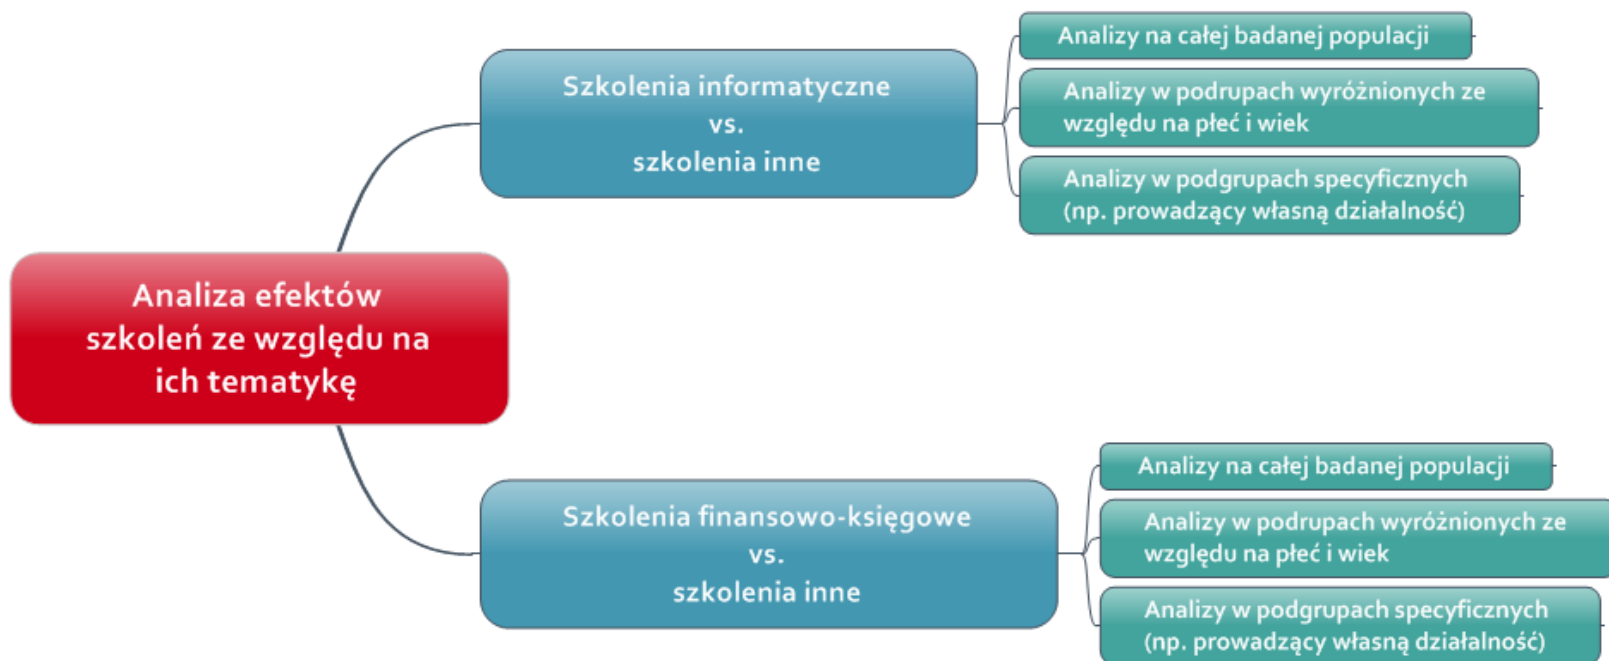 Analiza efektów
szkoleń ze względu na
ich tematykę
Szkolenia informatyczne
vs.
szkolenia inne
Analizy na całej badanej populacji
Analizy w podrupach wyróżnionych ze
względu na płeć i wiek
Analizy w podgrupach specyficznych
(np. prowadzący własną działalność)
Szkolenia finansowo-księgowe
vs.
szkolenia inne
Analizy na całej badanej populacji
Analizy w podrupach wyróżnionych ze
względu na płeć i wiek
Analizy w podgrupach specyficznych
(np. prowadzący własną działalność)